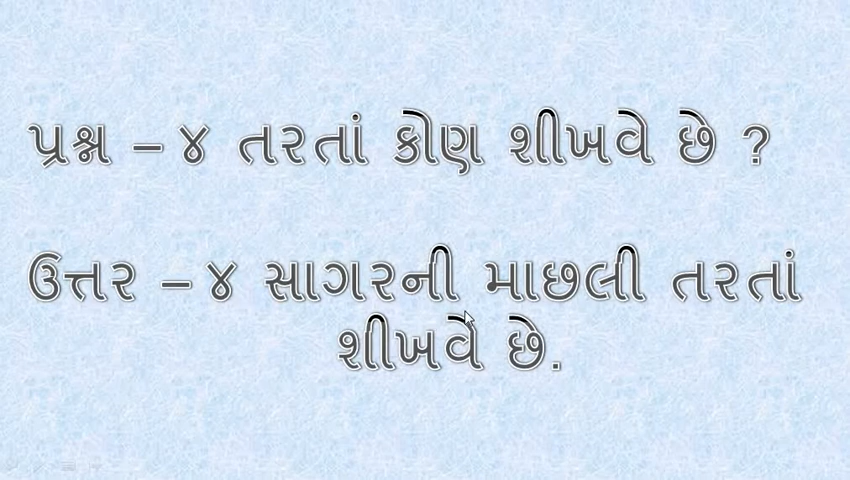 પ્રશ્ન – ૪ તરતાં કોણ શીખવે છે ?
ઉત્તર – ૪ સાગરની માછલી તરતાં
શીખવે છે.